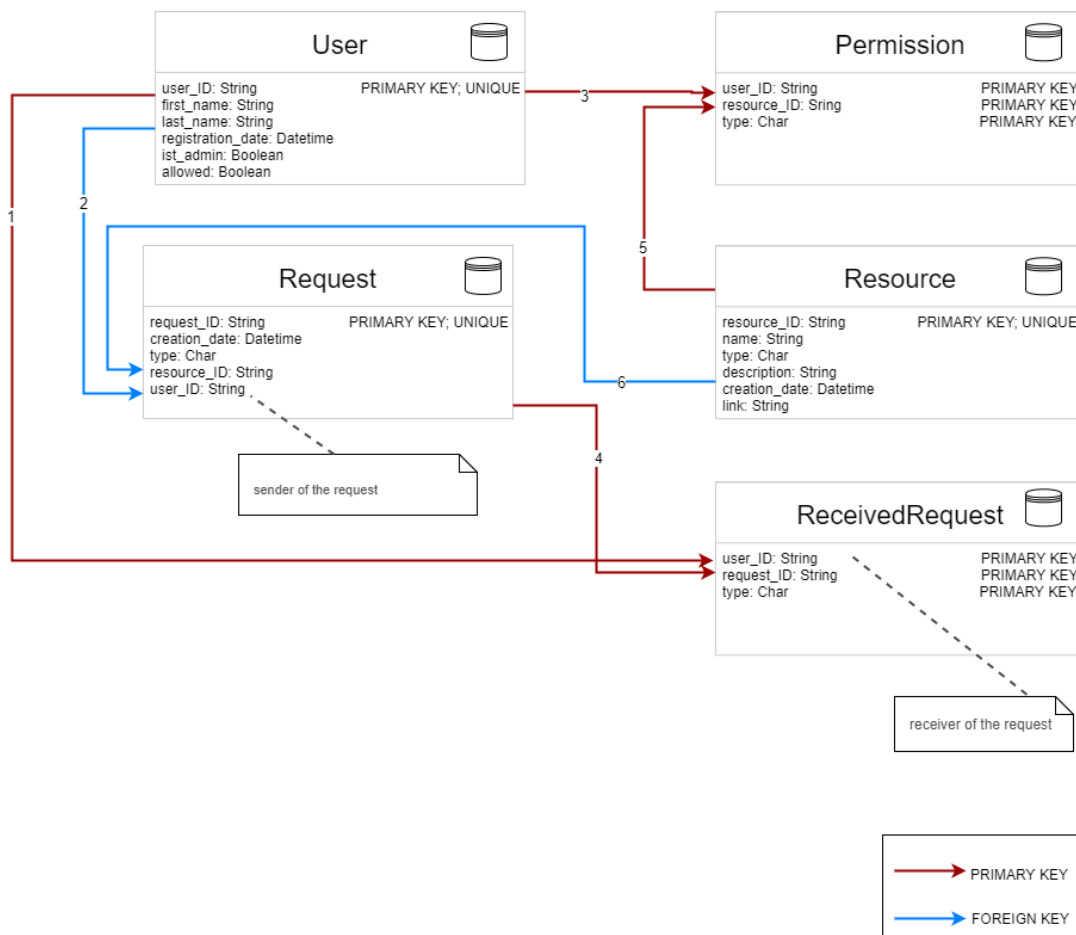 User
user_ID: String PRIMARY KEY; UNIQUE
first_name: String
last_name: String
registration_date: Datetime
ist_admin: Boolean
allowed: Boolean
Permission
user_ID: String PRIMARY KEY
resource_ID: Sring PRIMARY KEY
type: Char PRIMARY KEY
3
1
2
5
Request
request_ID: String PRIMARY KEY; UNIQUE
creation_date: Datetime
type: Char
resource_ID: String
user_ID: String
Resource
resource_ID: String PRIMARY KEY; UNIQUE
name: String
type: Char
description: String
creation_date: Datetime
link: String
6
4
sender of the request
ReceivedRequest
user_ID: String PRIMARY KEY
request_ID: String PRIMARY KEY
type: Char PRIMARY KEY
receiver of the request
PRIMARY KEY
FOREIGN KEY